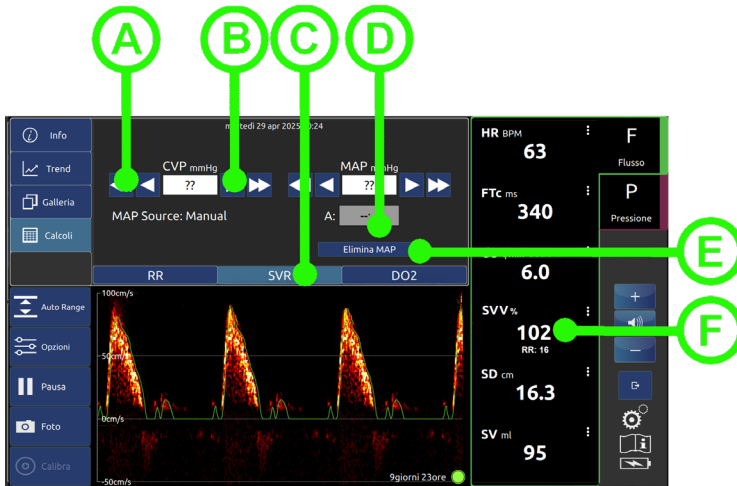 A
B
C
D
E
F
Info
Trend
Galleria
Calcoli
Auto Range
Opzioni
Pausa
Foto
Calibra
martedì 29 apr 2025
CVP mmHg
??
MAP mmHg
??
MAP Source: Manual
A:
Elimina MAP
RR
SVR
DO2
100cm/s
50cm/s
0cm/s
-50cm/s
9giorni 23ore
HR BPM
63
FTc ms
340
6.0
SVV %
102
RR: 16
SD cm
16.3
SV ml
95
F
Flusso
P
Pressione
+
−